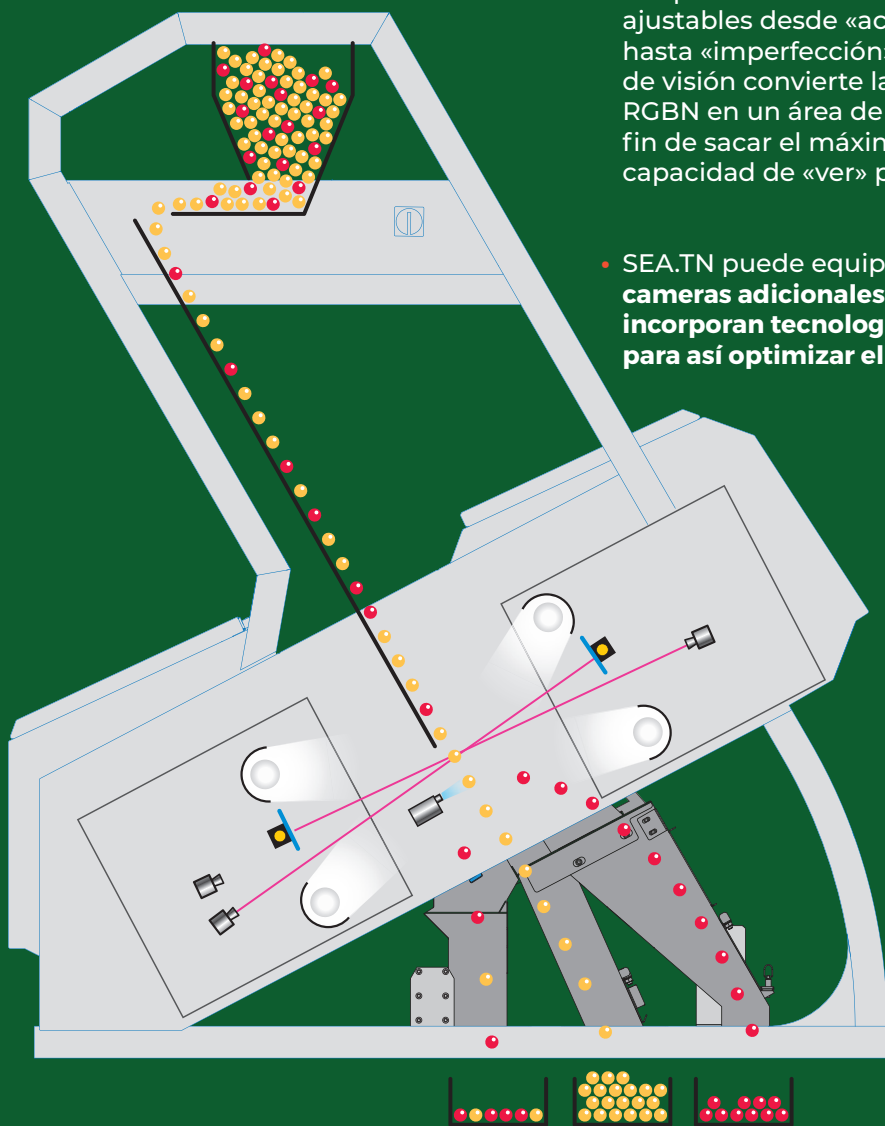 ajustables desde «ac
hasta «imperfección
de visión convierte la
RGBN en un área de
fin de sacar el máxim
capacidad de «ver» p
• SEA.TN puede equip
cameras adicionales
incorporan tecnolog
para así optimizar el